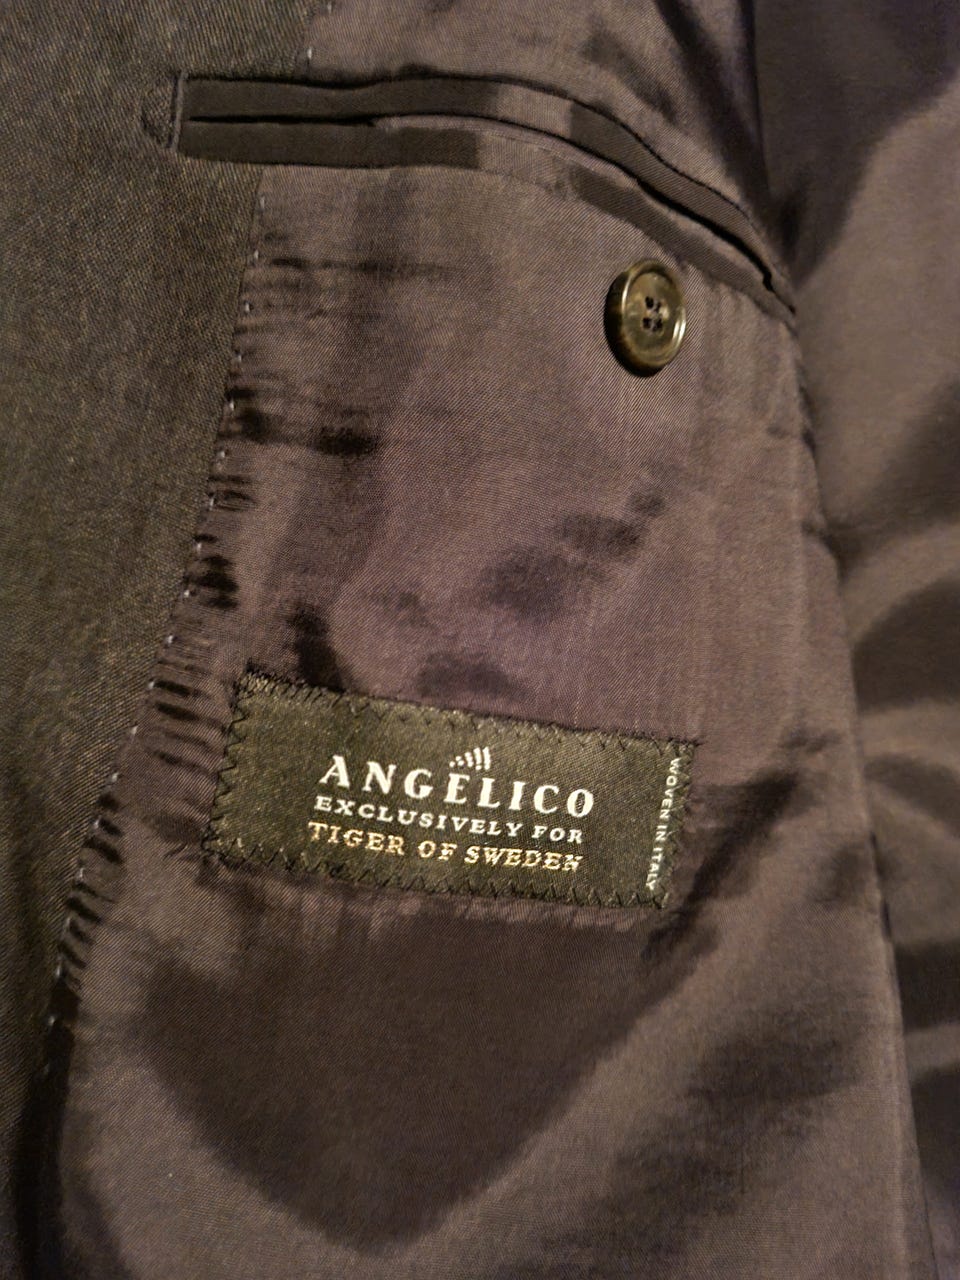 ANGELICO
EXCLUSIVELY FOR
TIGER OF SWEDEN
WOVEN IN ITALY